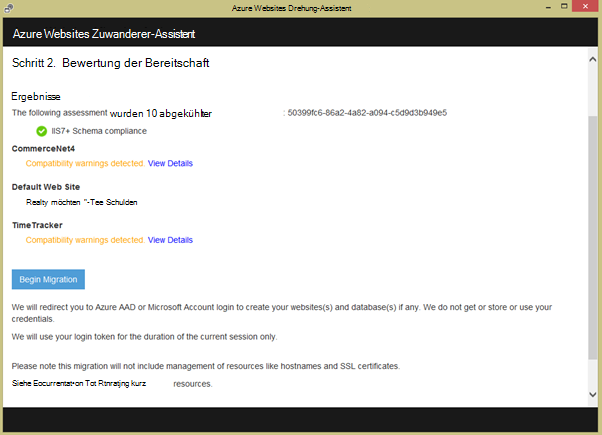 Azure Websites Drehung-Assistent
Azure Websites Zuwanderer-Assistent
Schritt 2. Bewertung der Bereitschaft
Ergebnisse
The following assessment wurden 10 abgekühlter : 50399fc6-86a2-4a82-a094-c5d9d3b949e5
IIS7+ Schema compliance
CommerceNet4
Compatibility warnings detected. View Details
Default Web Site
Realty möchten "-Tee Schulden
TimeTracker
Compatibility warnings detected. View Details
Begin Migration
We will redirect you to Azure AAD or Microsoft Account login to create your websites(s) and database(s) if any. We do not get or store or use your
credentials.
We will use your login token for the duration of the current session only.
Please note this migration will not include management of resources like hostnames and SSL certificates.
Siehe Eocurrentat•on Tot Rtnratjng kurz resources.